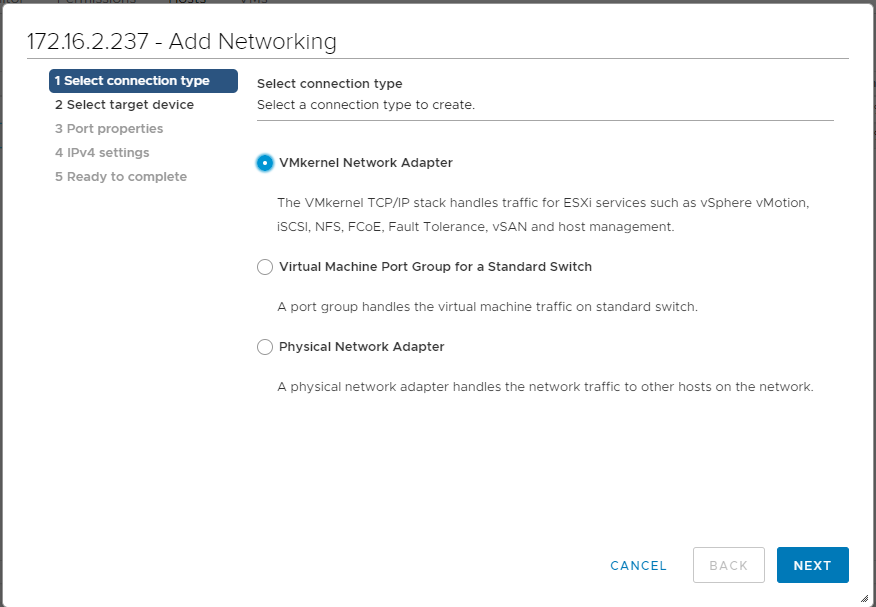 Permissions Hosts VMs
172.16.2.237 - Add Networking
1 Select connection type
2 Select target device
3 Port properties
4 IPv4 settings
5 Ready to complete
Select connection type
Select a connection type to create.
VMkernel Network Adapter
The VMkernel TCP/IP stack handles traffic for ESXi services such as vSphere vMotion,
iSCSI, NFS, FCoE, Fault Tolerance, vSAN and host management.
Virtual Machine Port Group for a Standard Switch
A port group handles the virtual machine traffic on standard switch.
Physical Network Adapter
A physical network adapter handles the network traffic to other hosts on the network.
CANCEL BACK NEXT